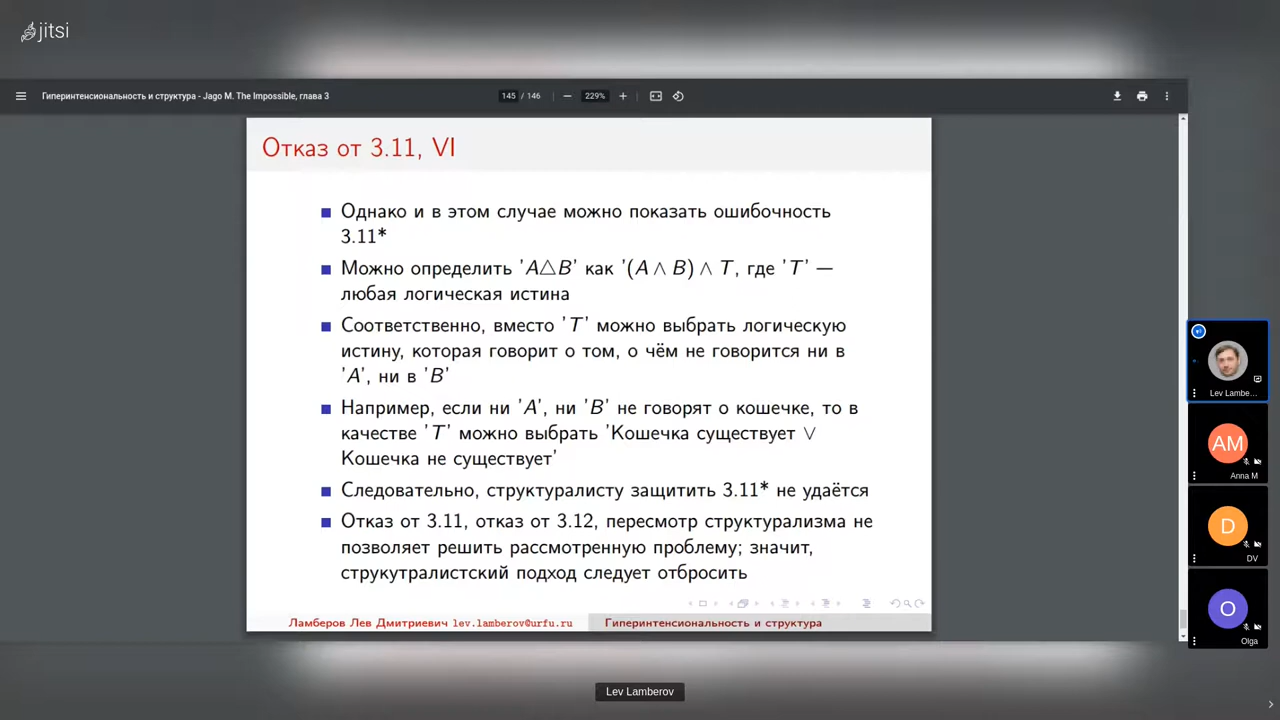 jitsi
Гиперинтенсиональность и структура - Jago M. The Impossible, глава 3
145 / 146
229%
Отказ от 3.11, VI
Однако и в этом случае можно показать ошибочность
3.11*
Можно определить 'A△B' как '(A ∧ B) ∧ T, где 'T' —
любая логическая истина
Соответственно, вместо 'T' можно выбрать логическую
истину, которая говорит о том, о чём не говорится ни в
'A', ни в 'B'
Например, если ни 'A', ни 'B' не говорят о кошечке, то в
качестве 'T' можно выбрать 'Кошечка существует ∨
Кошечка не существует'
Следовательно, структуралисту защитить 3.11* не удаётся
Отказ от 3.11, отказ от 3.12, пересмотр структурализма не
позволяет решить рассмотренную проблему; значит,
струкутралистский подход следует отбросить
Ламберов Лев Дмитриевич lev.lamberov@urfu.ru
Гиперинтенсиональность и структура
Lev Lambe...
AM
Anna M
D
DV
O
Olga
Lev Lamberov